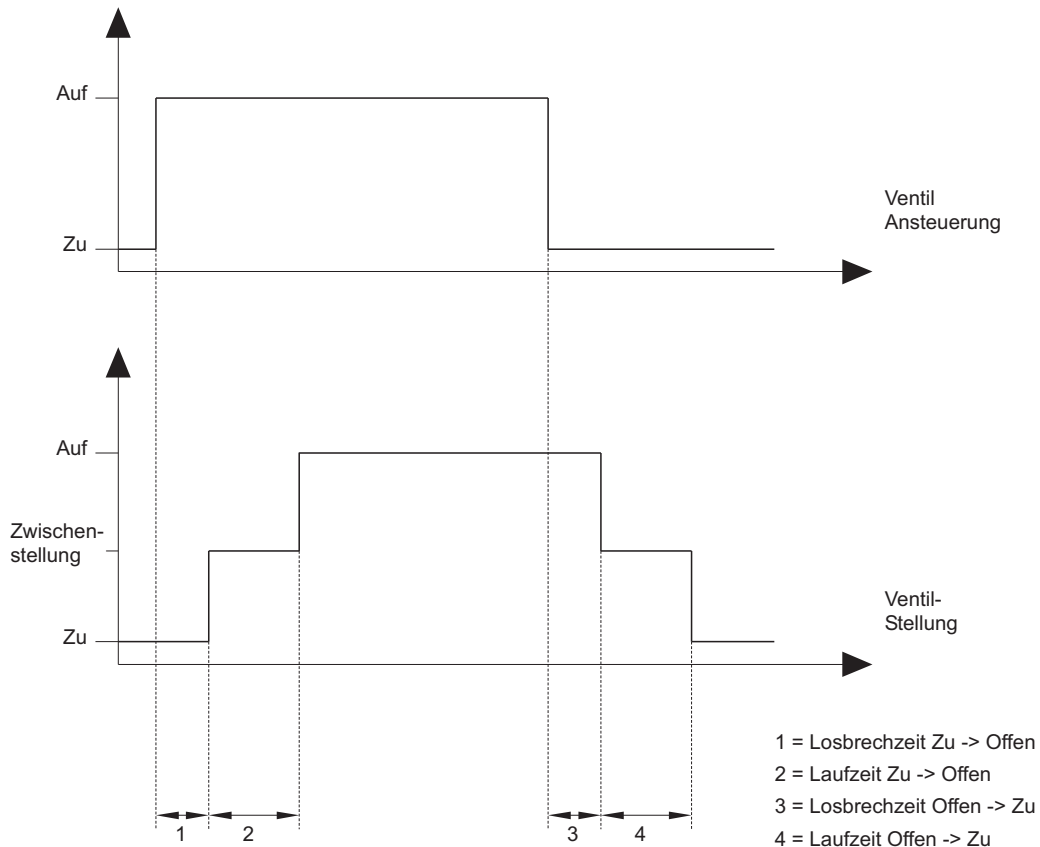 Auf
Zu
Ventil
Ansteuerung
Auf
Zwischen-
stellung
Zu
Ventil-
Stellung
1 = Losbrechzeit Zu -> Offen
2 = Laufzeit Zu -> Offen
3 = Losbrechzeit Offen -> Zu
4 = Laufzeit Offen -> Zu
1 2 3 4